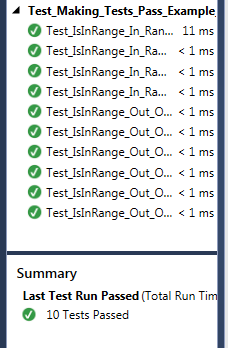 Test_Making_Tests_Pass_Example_
Test_IsInRange_In_Ran... 11 ms
Test_IsInRange_In_Ra... < 1 ms
Test_IsInRange_In_Ra... < 1 ms
Test_IsInRange_In_Ra... < 1 ms
Test_IsInRange_Out_O... < 1 ms
Test_IsInRange_Out_O... < 1 ms
Test_IsInRange_Out_O... < 1 ms
Test_IsInRange_Out_O... < 1 ms
Test_IsInRange_Out_O... < 1 ms
Test_IsInRange_Out_O... < 1 ms
Summary
Last Test Run Passed (Total Run Tim
10 Tests Passed